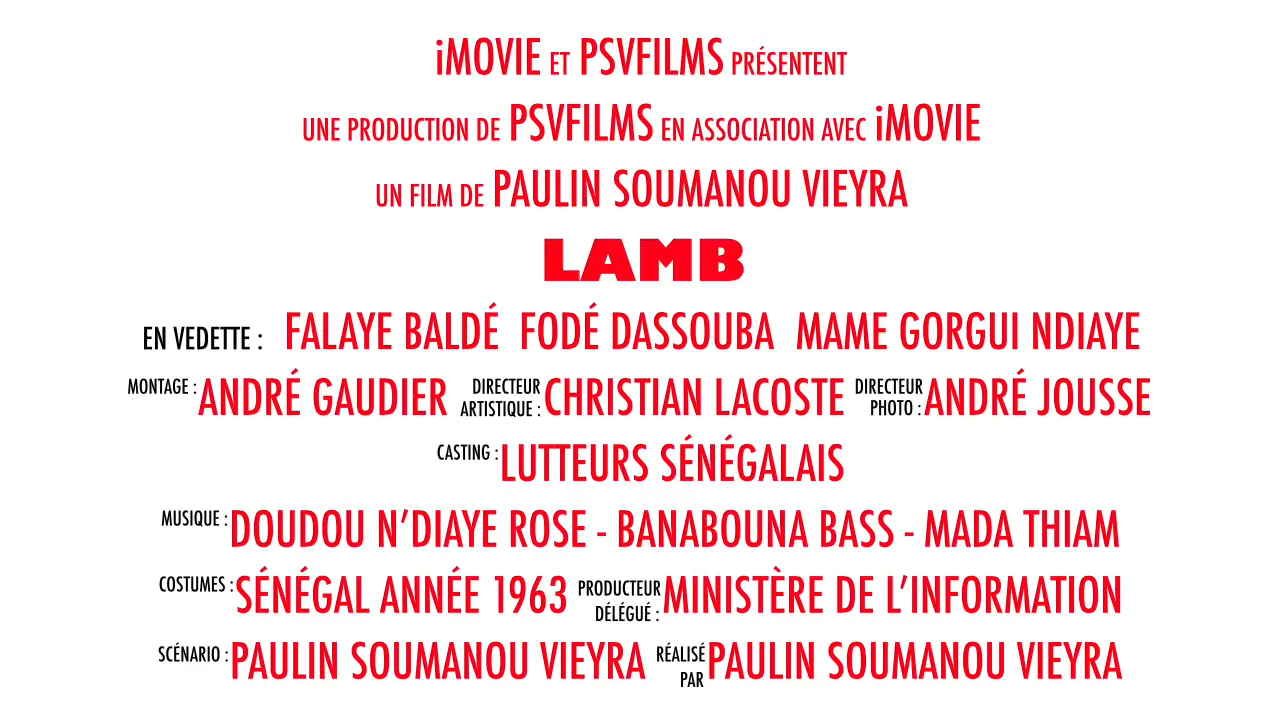 iMOVIE ET PSVFILMS PRÉSENTENT
UNE PRODUCTION DE PSVFILMS EN ASSOCIATION AVEC iMOVIE
UN FILM DE PAULIN SOUMANOU VIEYRA
LAMB
EN VEDETTE : FALAYE BALDÉ FODÉ DASSOUBA MAME GORGUI NDIAYE
MONTAGE : ANDRÉ GAUDIER DIRECTEUR ARTISTIQUE : CHRISTIAN LACOSTE DIRECTEUR PHOTO : ANDRÉ JOUSSE
CASTING : LUTTEURS SÉNÉGALAIS
MUSIQUE : DOUDOU N’DIAYE ROSE - BANABOUNA BASS - MADA THIAM
COSTUMES : SÉNÉGAL ANNÉE 1963 PRODUCTEUR DÉLÉGUÉ : MINISTÈRE DE L’INFORMATION
SCÉNARIO : PAULIN SOUMANOU VIEYRA RÉALISÉ PAR PAULIN SOUMANOU VIEYRA